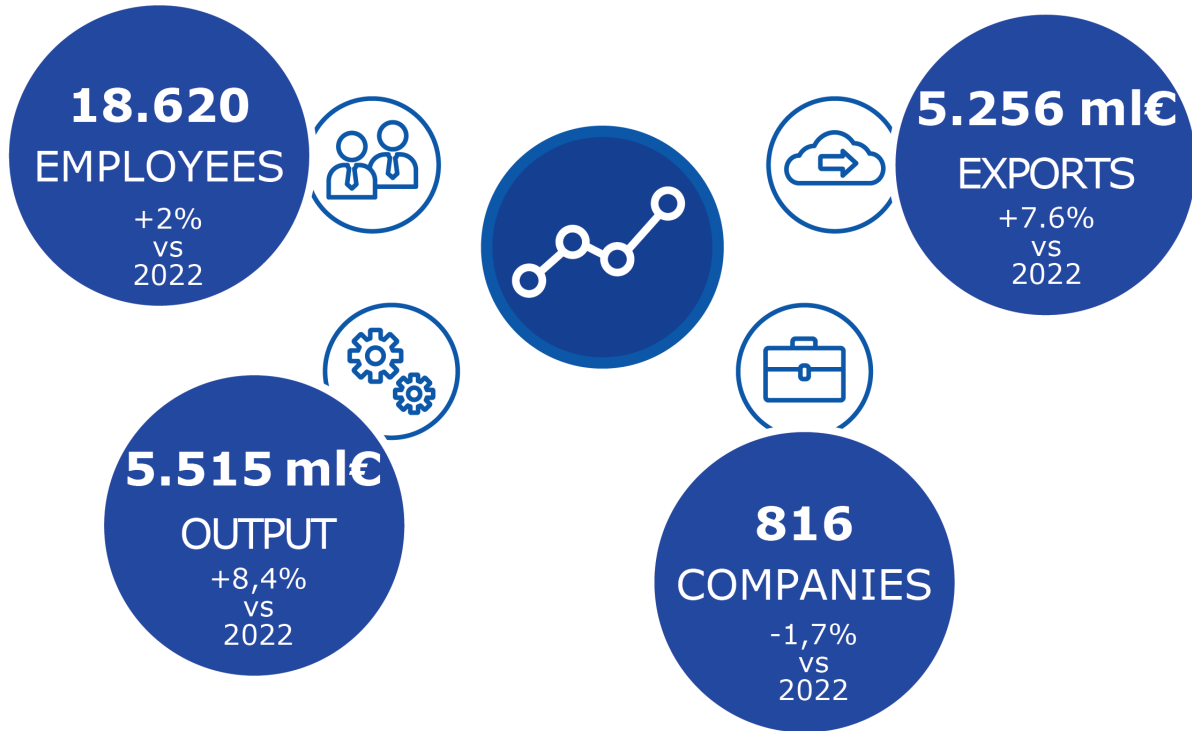 18.620
EMPLOYEES
+2%
vs
2022
5.256 ml€
EXPORTS
+7.6%
vs
2022
5.515 ml€
OUTPUT
+8,4%
vs
2022
816
COMPANIES
-1,7%
vs
2022